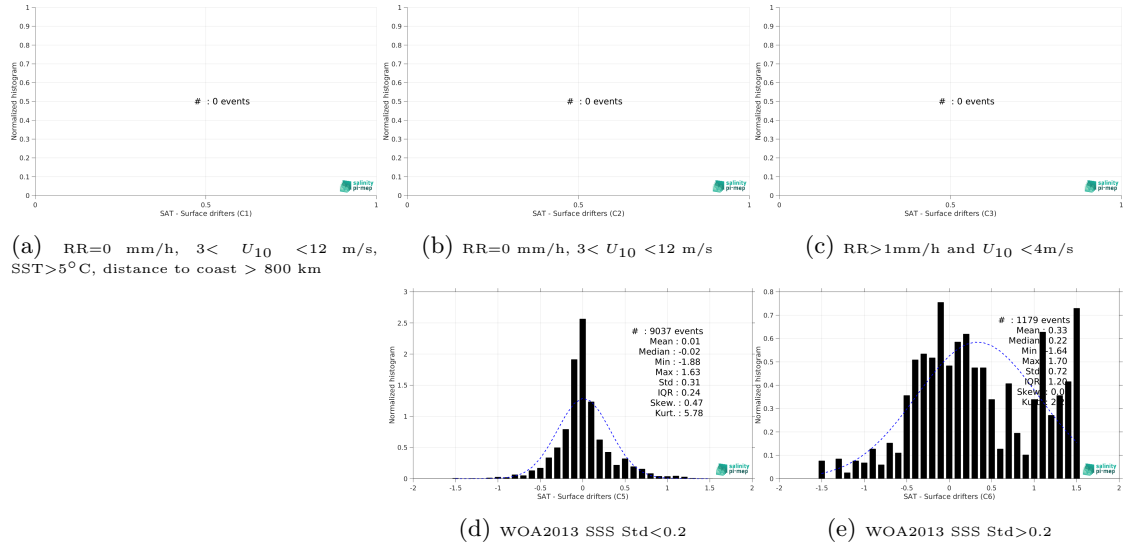 1
0.9
0.8
0.7
0.6
0.5
0.4
0.3
0.2
0.1
0
Normalized histogram
# : 0 events
salinity
pi-mep
0 0.5 1
SAT - Surface drifters (C1)
1
0.9
0.8
0.7
0.6
0.5
0.4
0.3
0.2
0.1
0
Normalized histogram
# : 0 events
salinity
pi-mep
0 0.5 1
SAT - Surface drifters (C2)
1
0.9
0.8
0.7
0.6
0.5
0.4
0.3
0.2
0.1
0
Normalized histogram
# : 0 events
salinity
pi-mep
0 0.5 1
SAT - Surface drifters (C3)
(a) RR=0 mm/h, 3< U10 <12 m/s,
SST>5°C, distance to coast > 800 km
(b) RR=0 mm/h, 3< U10 <12 m/s
(c) RR>1mm/h and U10 <4m/s
3
2.5
2
1.5
1
0.5
0
Normalized histogram
# : 9037 events
Mean : 0.01
Median : -0.02
Min : -1.88
Max : 1.63
Std : 0.31
IQR : 0.24
Skew. : 0.47
Kurt. : 5.78
salinity
pi-mep
-2 -1.5 -1 -0.5 0 0.5 1 1.5 2
SAT - Surface drifters (C5)
0.8
0.7
0.6
0.5
0.4
0.3
0.2
0.1
0
Normalized histogram
# : 1179 events
Mean : 0.33
Median : 0.22
Min : -1.64
Max : 1.70
Std : 0.72
IQR : 1.20
Skew.
Kurt.
salinity
pi-mep
-2 -1.5 -1 -0.5 0 0.5 1 1.5 2
SAT - Surface drifters (C6)
(d) WOA2013 SSS Std<0.2
(e) WOA2013 SSS Std>0.2